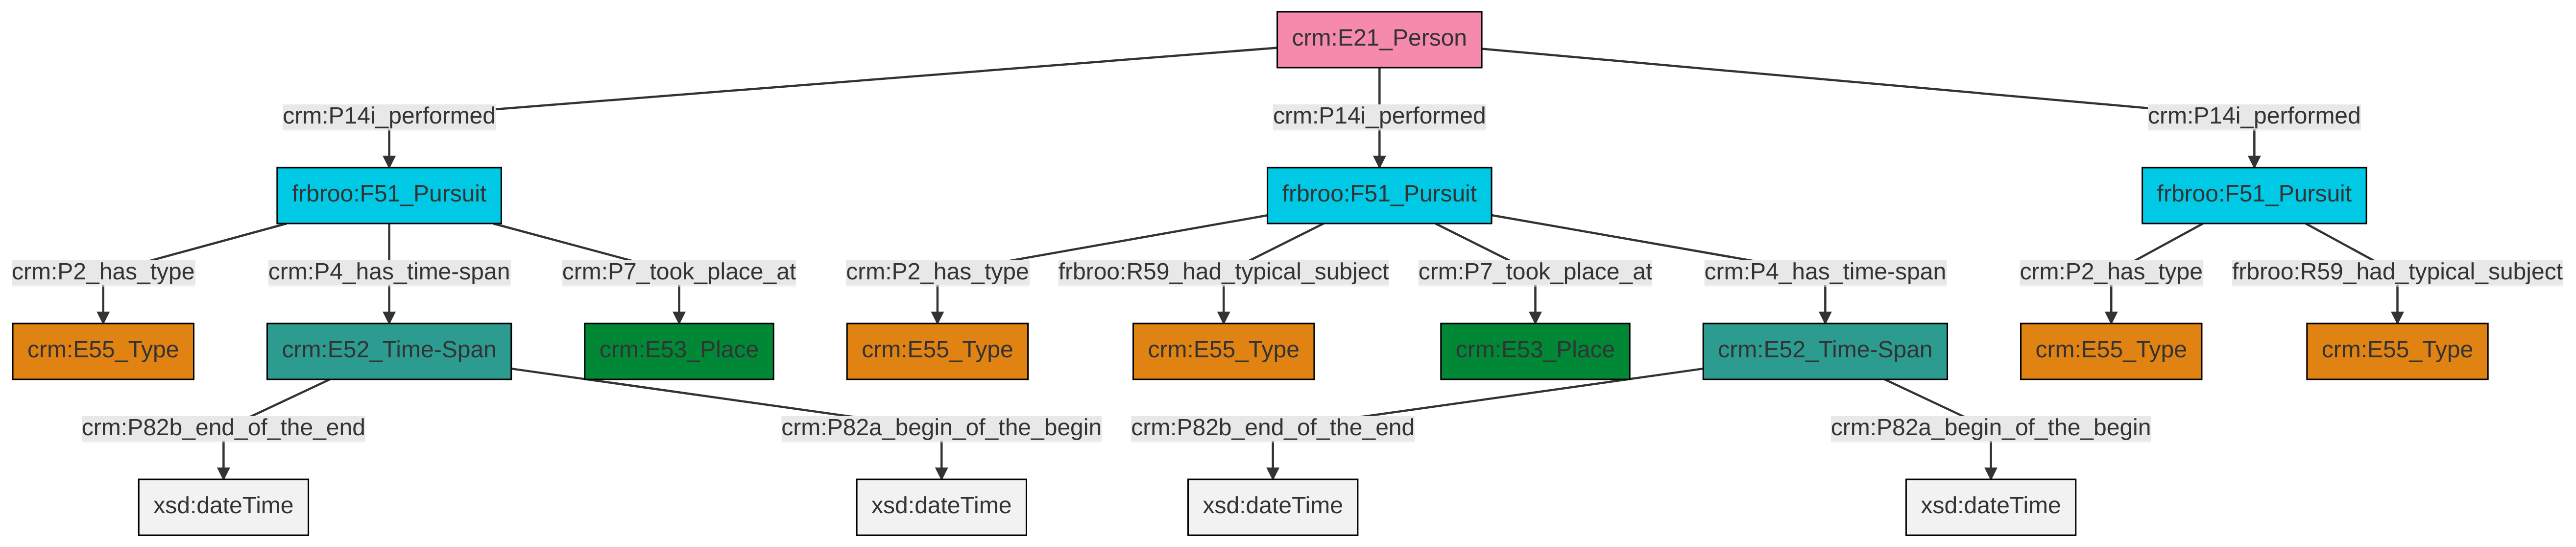 crm:E21_Person
crm:P14i_performed
crm:P14i_performed
crm:P14i_performed
frbroo:F51_Pursuit
frbroo:F51_Pursuit
frbroo:F51_Pursuit
crm:P2_has_type
crm:P4_has_time-span
crm:P7_took_place_at
crm:P2_has_type
frbroo:R59_had_typical_subject
crm:P7_took_place_at
crm:P4_has_time-span
crm:P2_has_type
frbroo:R59_had_typical_subject
crm:E55_Type
crm:E52_Time-Span
crm:E53_Place
crm:E55_Type
crm:E55_Type
crm:E53_Place
crm:E52_Time-Span
crm:E55_Type
crm:E55_Type
crm:P82b_end_of_the_end
crm:P82a_begin_of_the_begin
crm:P82b_end_of_the_end
crm:P82a_begin_of_the_begin
xsd:dateTime
xsd:dateTime
xsd:dateTime
xsd:dateTime